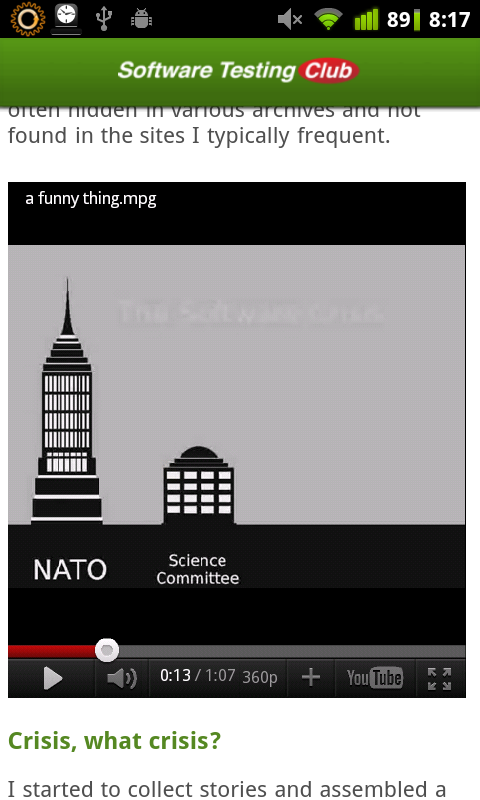 89 8:17
Software Testing Club
often hidden in various archives and not
found in the sites I typically frequent.
a funny thing.mpg
The Software Crisis
NATO
Science
Committee
0:13 / 1:07 360p
YouTube
Crisis, what crisis?
I started to collect stories and assembled a